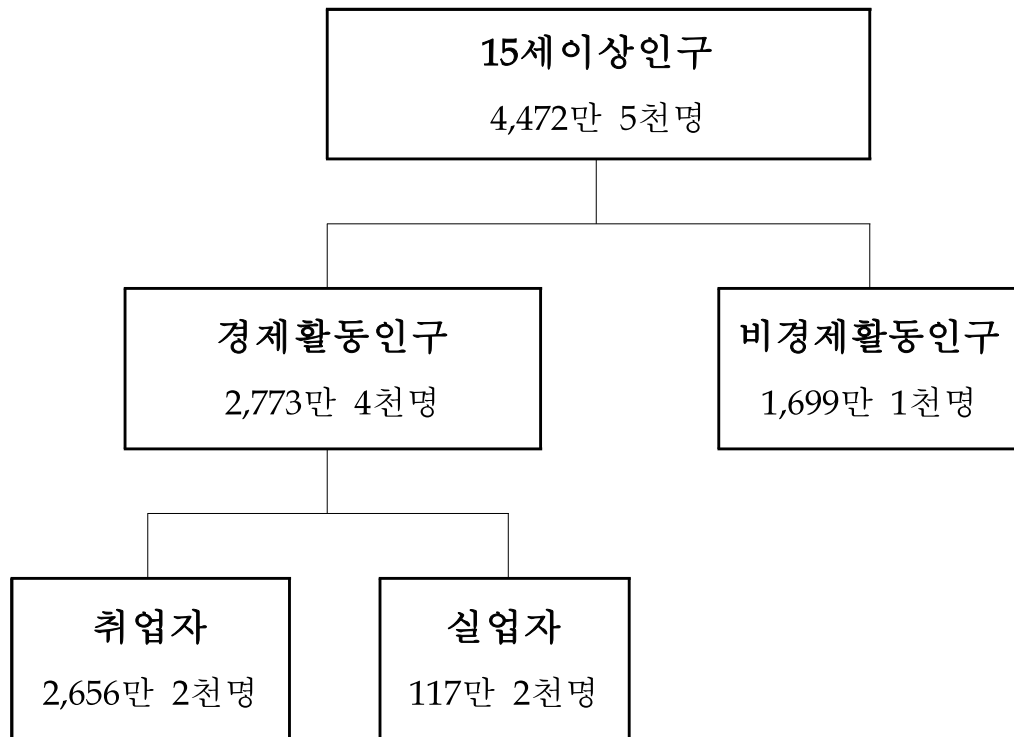 15세이상인구
4,472만 5천명
경제활동인구
2,773만 4천명
비경제활동인구
1,699만 1천명
취업자
2,656만 2천명
실업자
117만 2천명